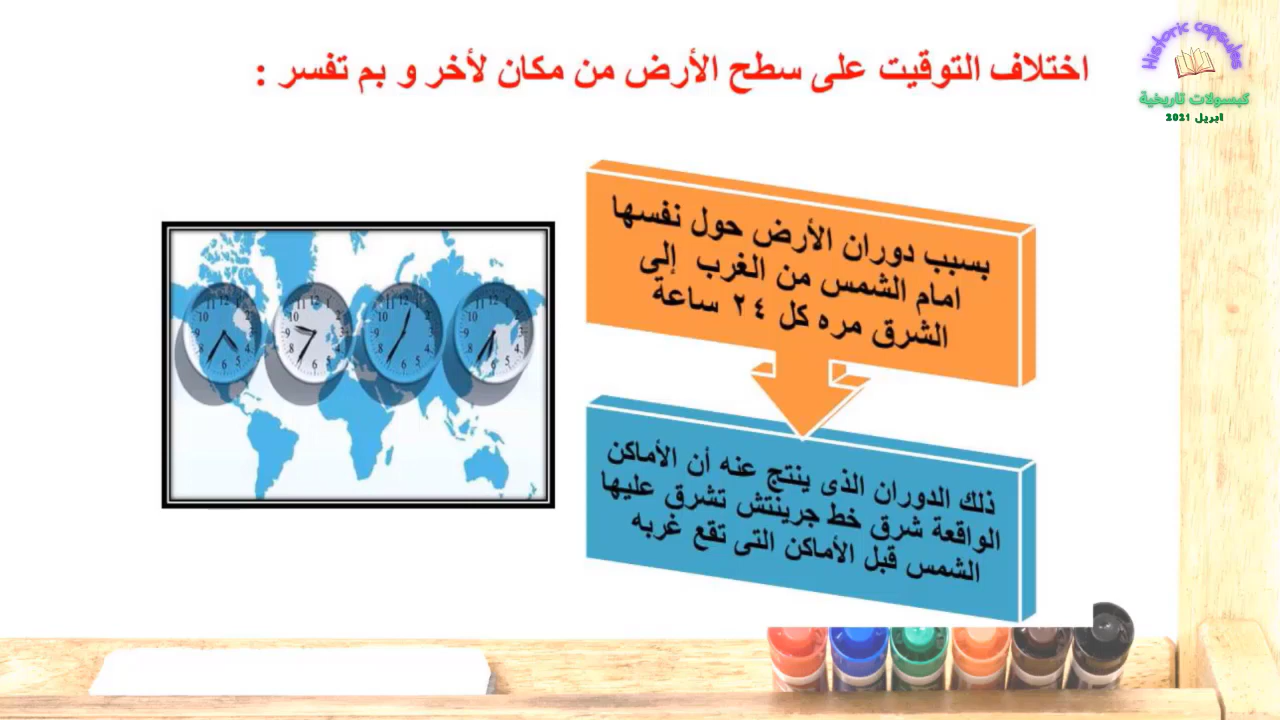 Historic capsules
كبسولات تاريخية
ابريل 2021
اختلاف التوقيت على سطح الأرض من مكان لأخر و بم تفسر :
بسبب دوران الأرض حول نفسها
امام الشمس من الغرب إلى
الشرق مره كل ٢٤ ساعة
ذلك الدوران الذى ينتج عنه أن الأماكن
الواقعة شرق خط جرينتش تشرق عليها
الشمس قبل الأماكن التى تقع غربه